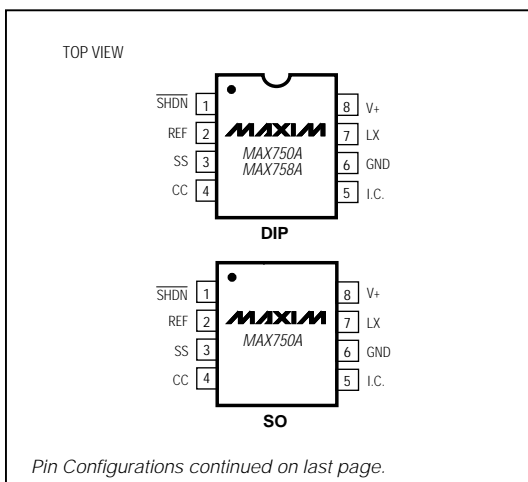 TOP VIEW
SHDN 1 8 V+
REF 2 MAXIM 7 LX
SS 3 MAX750A 6 GND
MAX758A
CC 4 5 I.C.
DIP
SHDN 1 8 V+
REF 2 MAXIM 7 LX
SS 3 MAX750A 6 GND
CC 4 5 I.C.
SO
Pin Configurations continued on last page.